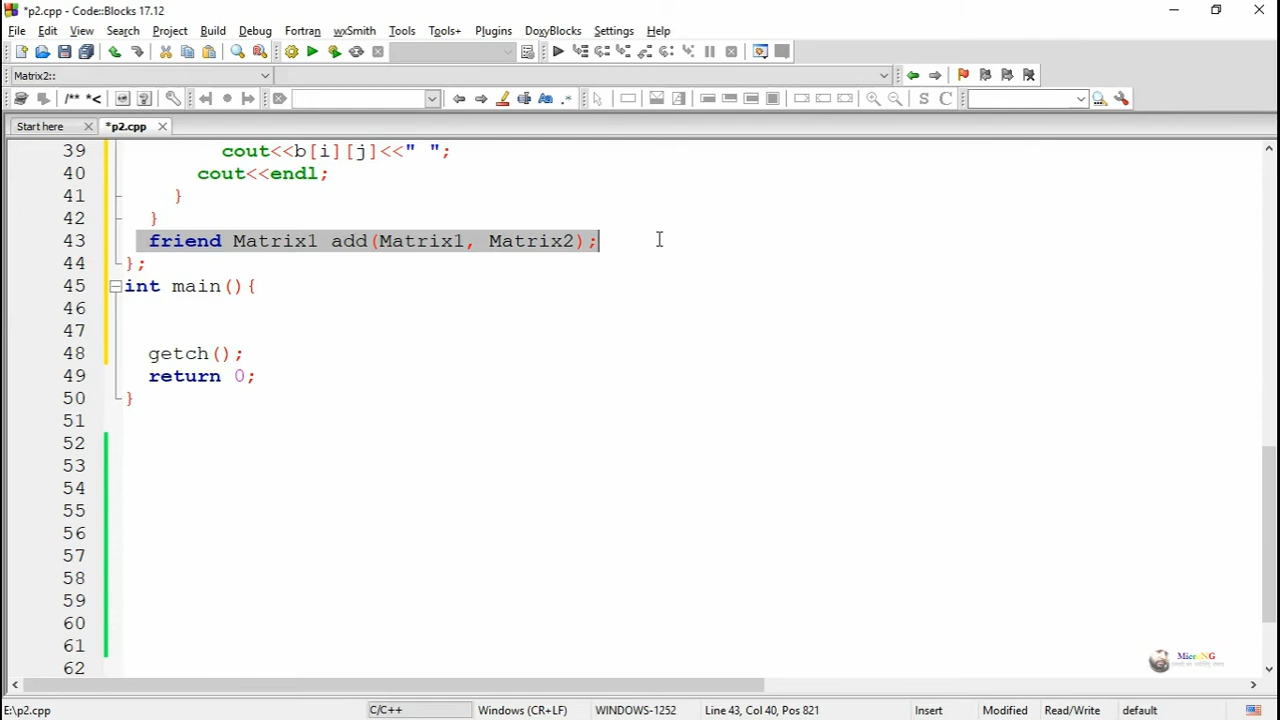 *p2.cpp - Code::Blocks 17.12
File Edit View Search Project Build Debug Fortran wxSmith Tools Tools+ Plugins DoxyBlocks Settings Help
Matrix2::
/** *<
S C
Start here *p2.cpp
39 cout<<b[i][j]<<" ";
40 cout<<endl;
41 }
42 }
43 friend Matrix1 add(Matrix1, Matrix2);
44 };
45 int main(){
46
47
48 getch();
49 return 0;
50 }
51
52
53
54
55
56
57
58
59
60
61
62
MicroNG
E:\p2.cpp C/C++ Windows (CR+LF) WINDOWS-1252 Line 43, Col 40, Pos 821 Insert Modified Read/Write default